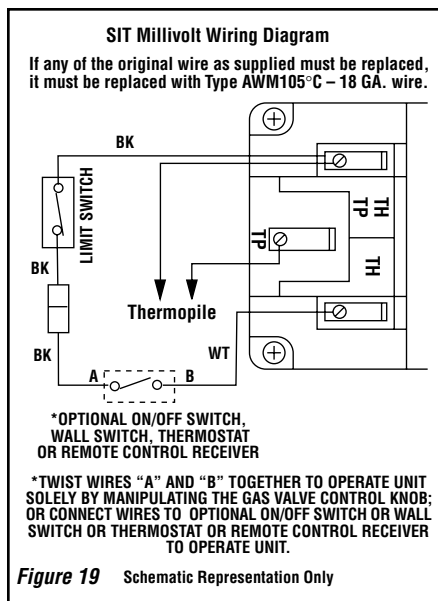 SIT Millivolt Wiring Diagram
If any of the original wire as supplied must be replaced,
it must be replaced with Type AWM105°C – 18 GA. wire.
BK
LIMIT SWITCH
TH
TP
TP
TH
BK
Thermopile
BK
WT
A
B
*OPTIONAL ON/OFF SWITCH,
WALL SWITCH, THERMOSTAT
OR REMOTE CONTROL RECEIVER
*TWIST WIRES “A” AND “B” TOGETHER TO OPERATE UNIT
SOLELY BY MANIPULATING THE GAS VALVE CONTROL KNOB;
OR CONNECT WIRES TO OPTIONAL ON/OFF SWITCH OR WALL
SWITCH OR THERMOSTAT OR REMOTE CONTROL RECEIVER
TO OPERATE UNIT.
Figure 19 Schematic Representation Only